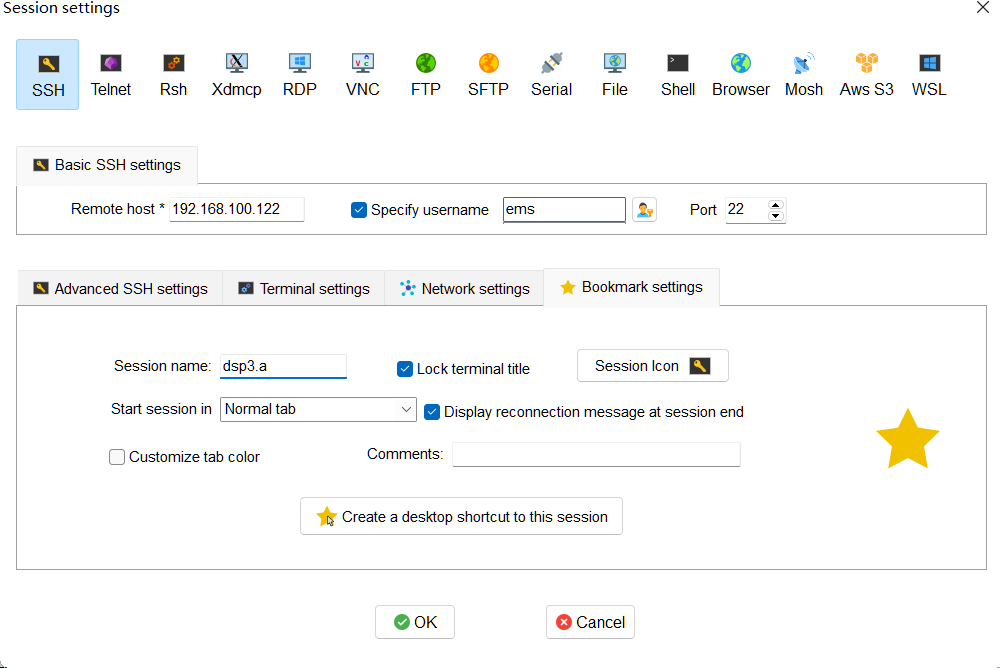 Session settings
SSH Telnet Rsh Xdmcp RDP VNC FTP SFTP Serial File Shell Browser Mosh Aws S3 WSL
Basic SSH settings
Remote host * 192.168.100.122 Specify username ems Port 22
Advanced SSH settings Terminal settings Network settings Bookmark settings
Session name: dsp3.a Lock terminal title Session Icon
Start session in Normal tab Display reconnection message at session end
Customize tab color Comments:
Create a desktop shortcut to this session
OK Cancel